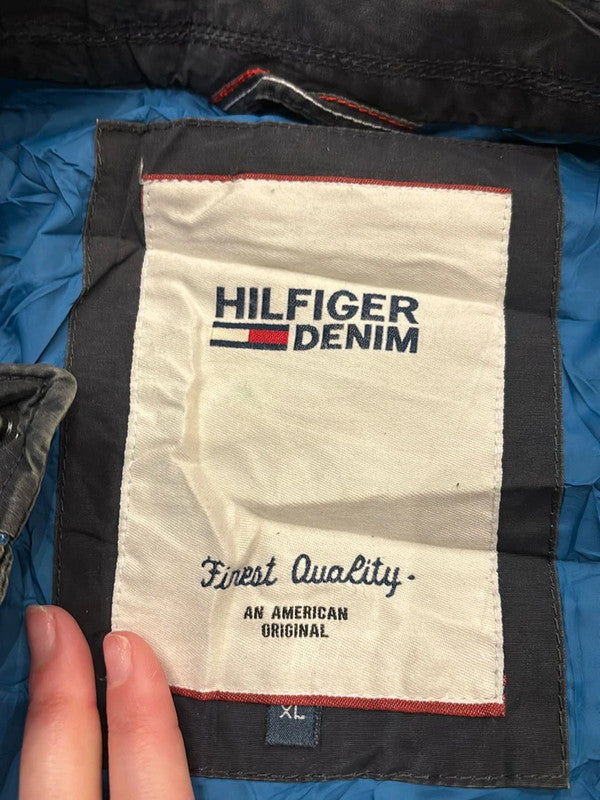 HILFIGER
DENIM
Finest Quality.
AN AMERICAN
ORIGINAL
XL